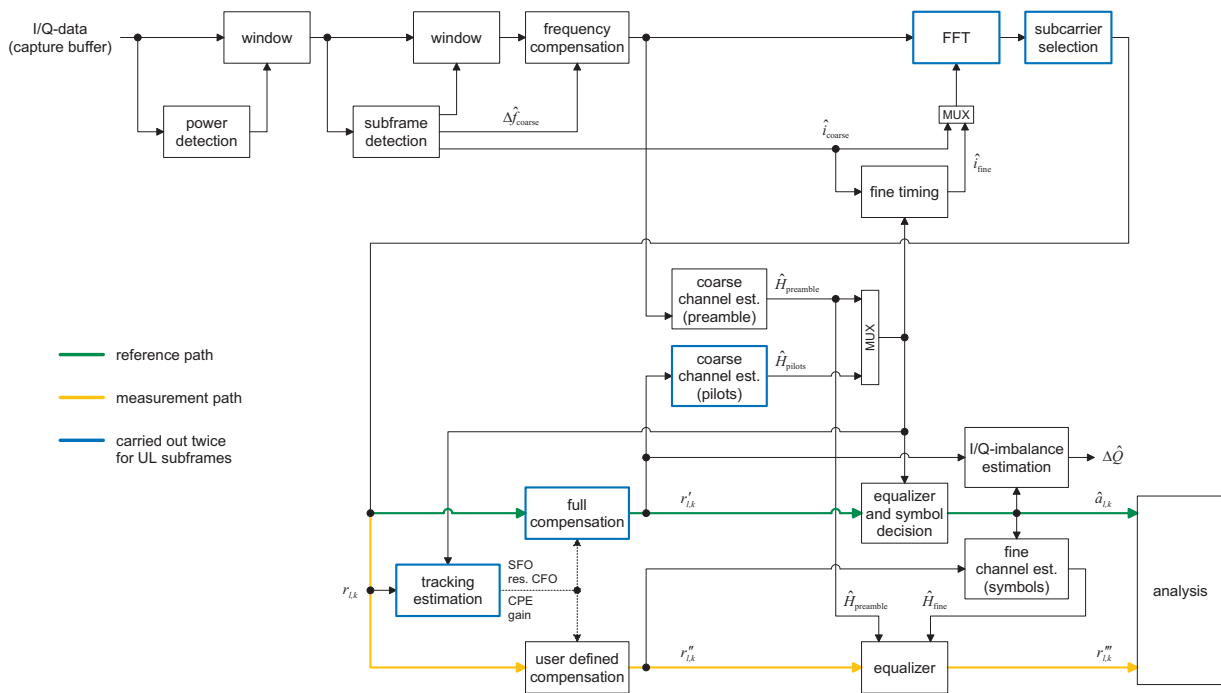 I/Q-data
(capture buffer)
window
window
frequency
compensation
FFT
subcarrier
selection
power
detection
subframe
detection
Δf̂coarse
îcoarse
MUX
îfine
fine timing
coarse
channel est.
(preamble)
Ĥpreamble
MUX
coarse
channel est.
(pilots)
Ĥpilots
reference path
measurement path
carried out twice
for UL subframes
I/Q-imbalance
estimation
ΔQ̂
full
compensation
r′l,k
equalizer
and symbol
decision
âl,k
fine
channel est.
(symbols)
analysis
rl,k
tracking
estimation
SFO
res. CFO
CPE
gain
Ĥpreamble
Ĥfine
user defined
compensation
r″l,k
equalizer
r‴l,k